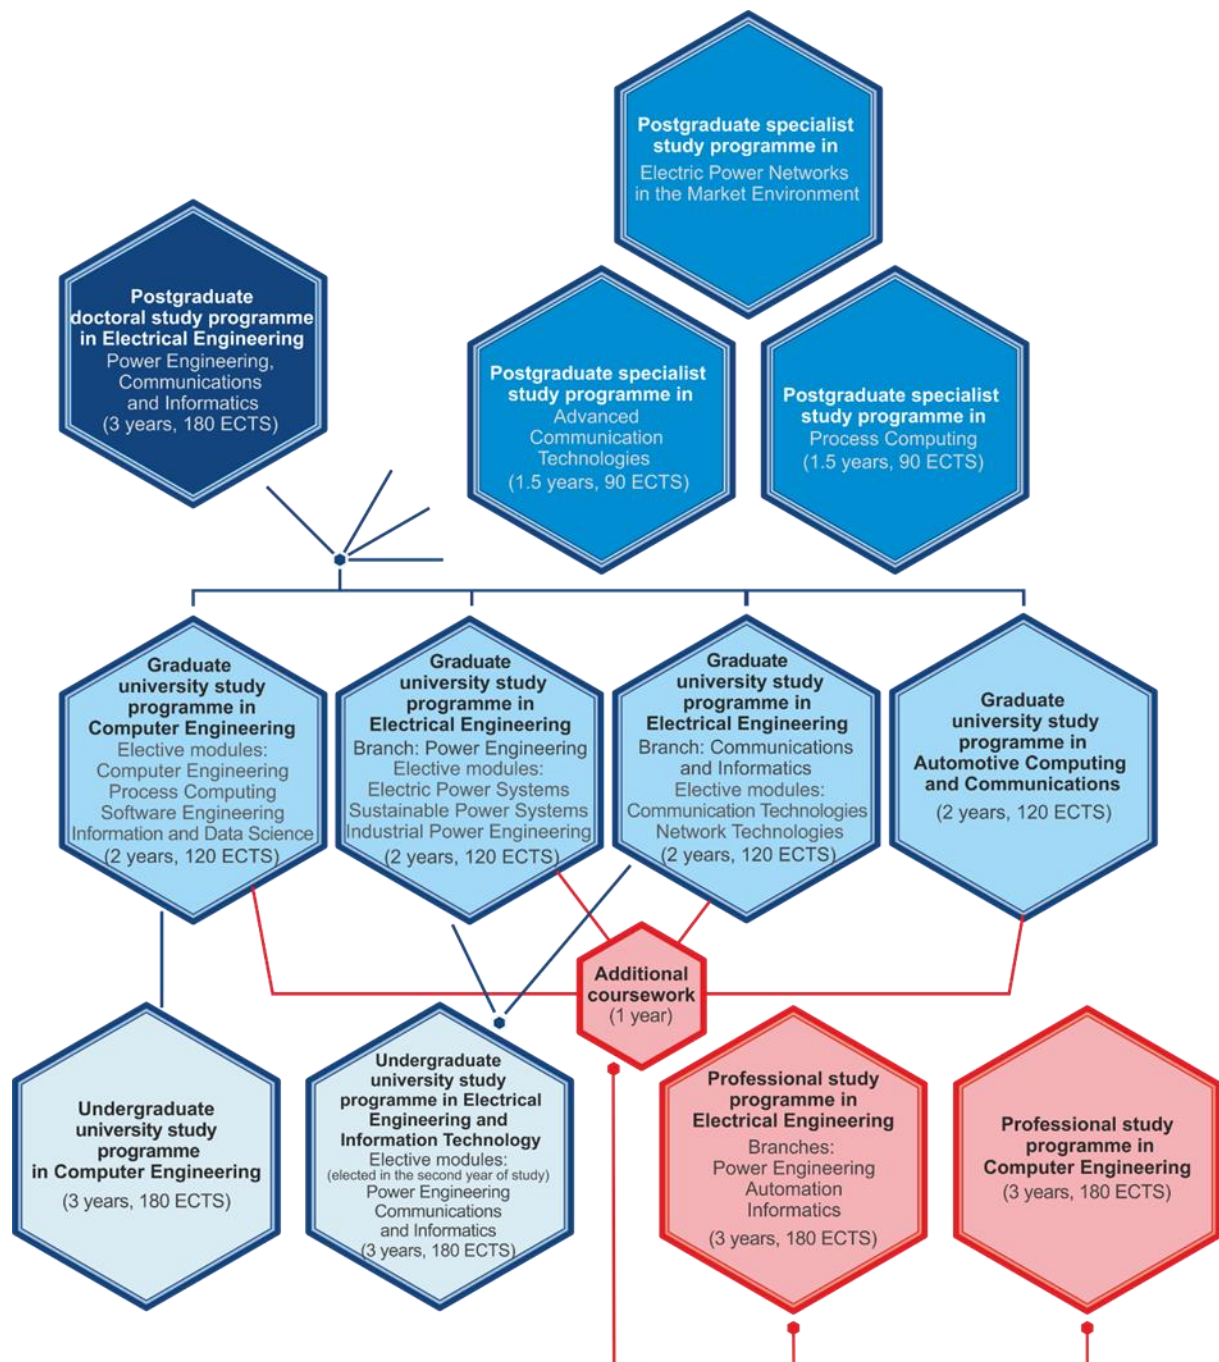 Postgraduate specialist
study programme in
Electric Power Networks
in the Market Environment
Postgraduate
doctoral study programme
in Electrical Engineering
Power Engineering,
Communications
and Informatics
(3 years, 180 ECTS)
Postgraduate specialist
study programme in
Advanced
Communication
Technologies
(1.5 years, 90 ECTS)
Postgraduate specialist
study programme in
Process Computing
(1.5 years, 90 ECTS)
Graduate
university study
programme in
Computer Engineering
Elective modules:
Computer Engineering
Process Computing
Software Engineering
Information and Data Science
(2 years, 120 ECTS)
Graduate
university study
programme in
Electrical Engineering
Branch: Power Engineering
Elective modules:
Electric Power Systems
Sustainable Power Systems
Industrial Power Engineering
(2 years, 120 ECTS)
Graduate
university study
programme in
Electrical Engineering
Branch: Communications
and Informatics
Elective modules:
Communication Technologies
Network Technologies
(2 years, 120 ECTS)
Graduate
university study
programme in
Automotive Computing
and Communications
(2 years, 120 ECTS)
Additional
coursework
(1 year)
Undergraduate
university study
programme
in Computer Engineering
(3 years, 180 ECTS)
Undergraduate
university study
programme in Electrical
Engineering and
Information Technology
Elective modules:
(elected in the second year of study)
Power Engineering
Communications
and Informatics
(3 years, 180 ECTS)
Professional study
programme in
Electrical Engineering
Branches:
Power Engineering
Automation
Informatics
(3 years, 180 ECTS)
Professional study
programme in
Computer Engineering
(3 years, 180 ECTS)